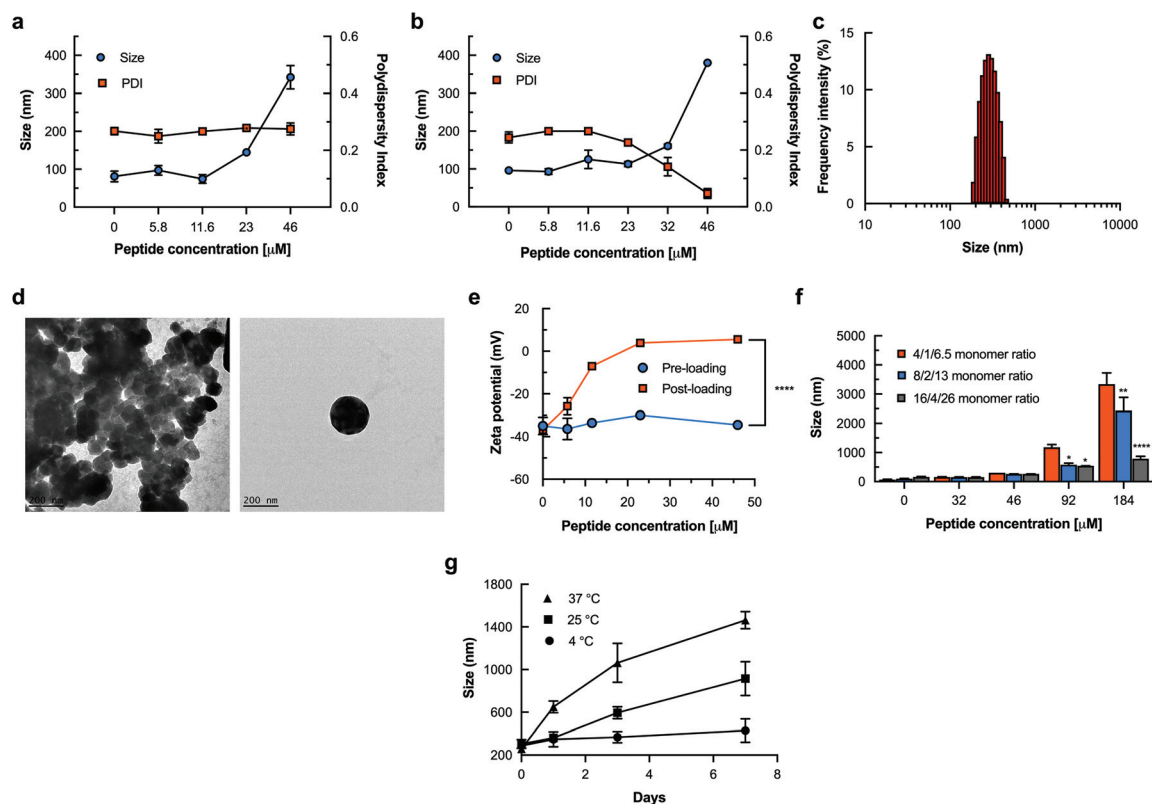 a
Size
PDI
Size (nm)
400
300
200
100
0
0.6
0.4
0.2
0.0
Polydispersity Index
0
5.8
11.6
23
46
Peptide concentration [µM]
b
Size
PDI
Size (nm)
400
300
200
100
0
0.6
0.4
0.2
0.0
Polydispersity Index
0
5.8
11.6
23
32
46
Peptide concentration [µM]
c
Frequency intensity (%)
15
10
5
0
10
100
1000
10000
Size (nm)
d
200 nm
200 nm
e
Zeta potential (mV)
20
0
-20
-40
-60
Pre-loading
Post-loading
****
0
10
20
30
40
50
Peptide concentration [µM]
f
Size (nm)
5000
4000
3000
2000
1000
0
4/1/6.5 monomer ratio
8/2/13 monomer ratio
16/4/26 monomer ratio
*
*
**
****
0
32
46
92
184
Peptide concentration [µM]
g
Size (nm)
1800
1400
1000
600
200
37 °C
25 °C
4 °C
0
2
4
6
8
Days